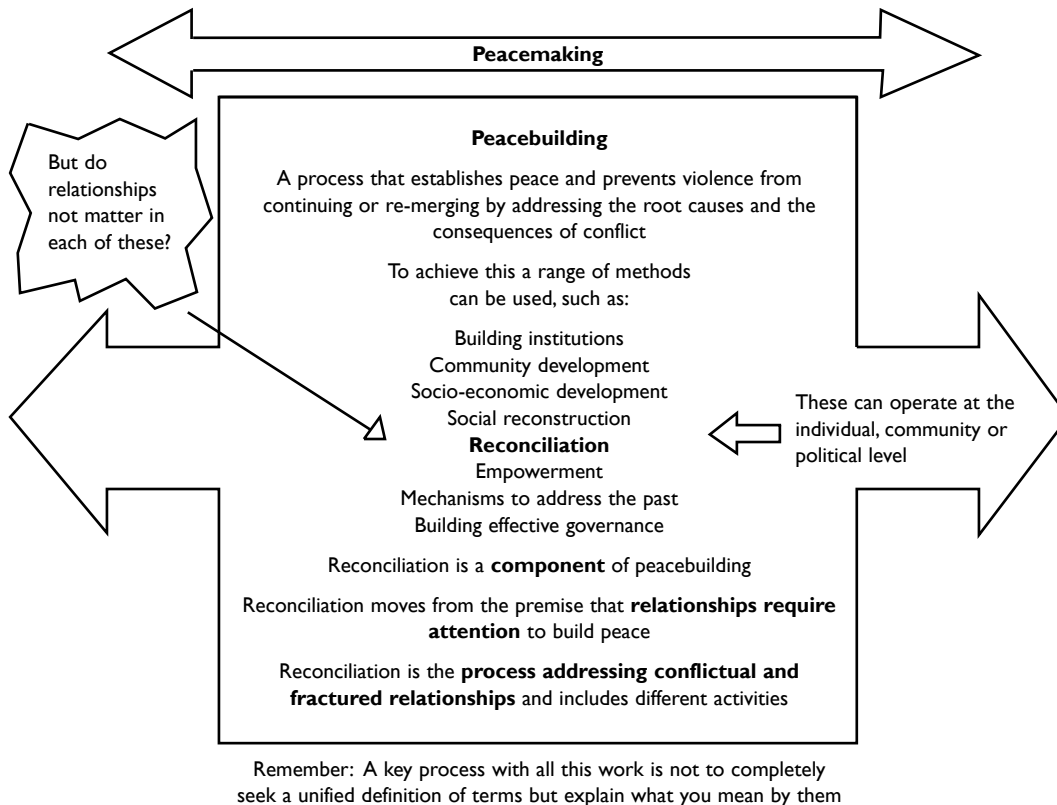 Peacemaking
But do
relationships
not matter in
each of these?
Peacebuilding
A process that establishes peace and prevents violence from
continuing or re-merging by addressing the root causes and the
consequences of conflict
To achieve this a range of methods
can be used, such as:
Building institutions
Community development
Socio-economic development
Social reconstruction
Reconciliation
Empowerment
Mechanisms to address the past
Building effective governance
These can operate at the
individual, community or
political level
Reconciliation is a component of peacebuilding
Reconciliation moves from the premise that relationships require
attention to build peace
Reconciliation is the process addressing conflictual and
fractured relationships and includes different activities
Remember: A key process with all this work is not to completely
seek a unified definition of terms but explain what you mean by them